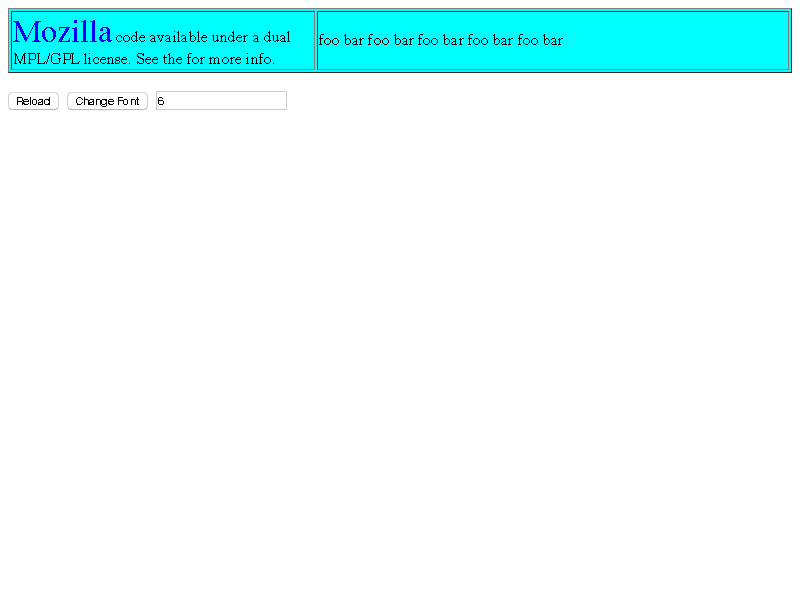 Mozilla code available under a dual
MPL/GPL license. See the for more info.
foo bar foo bar foo bar foo bar foo bar
Reload Change Font 6